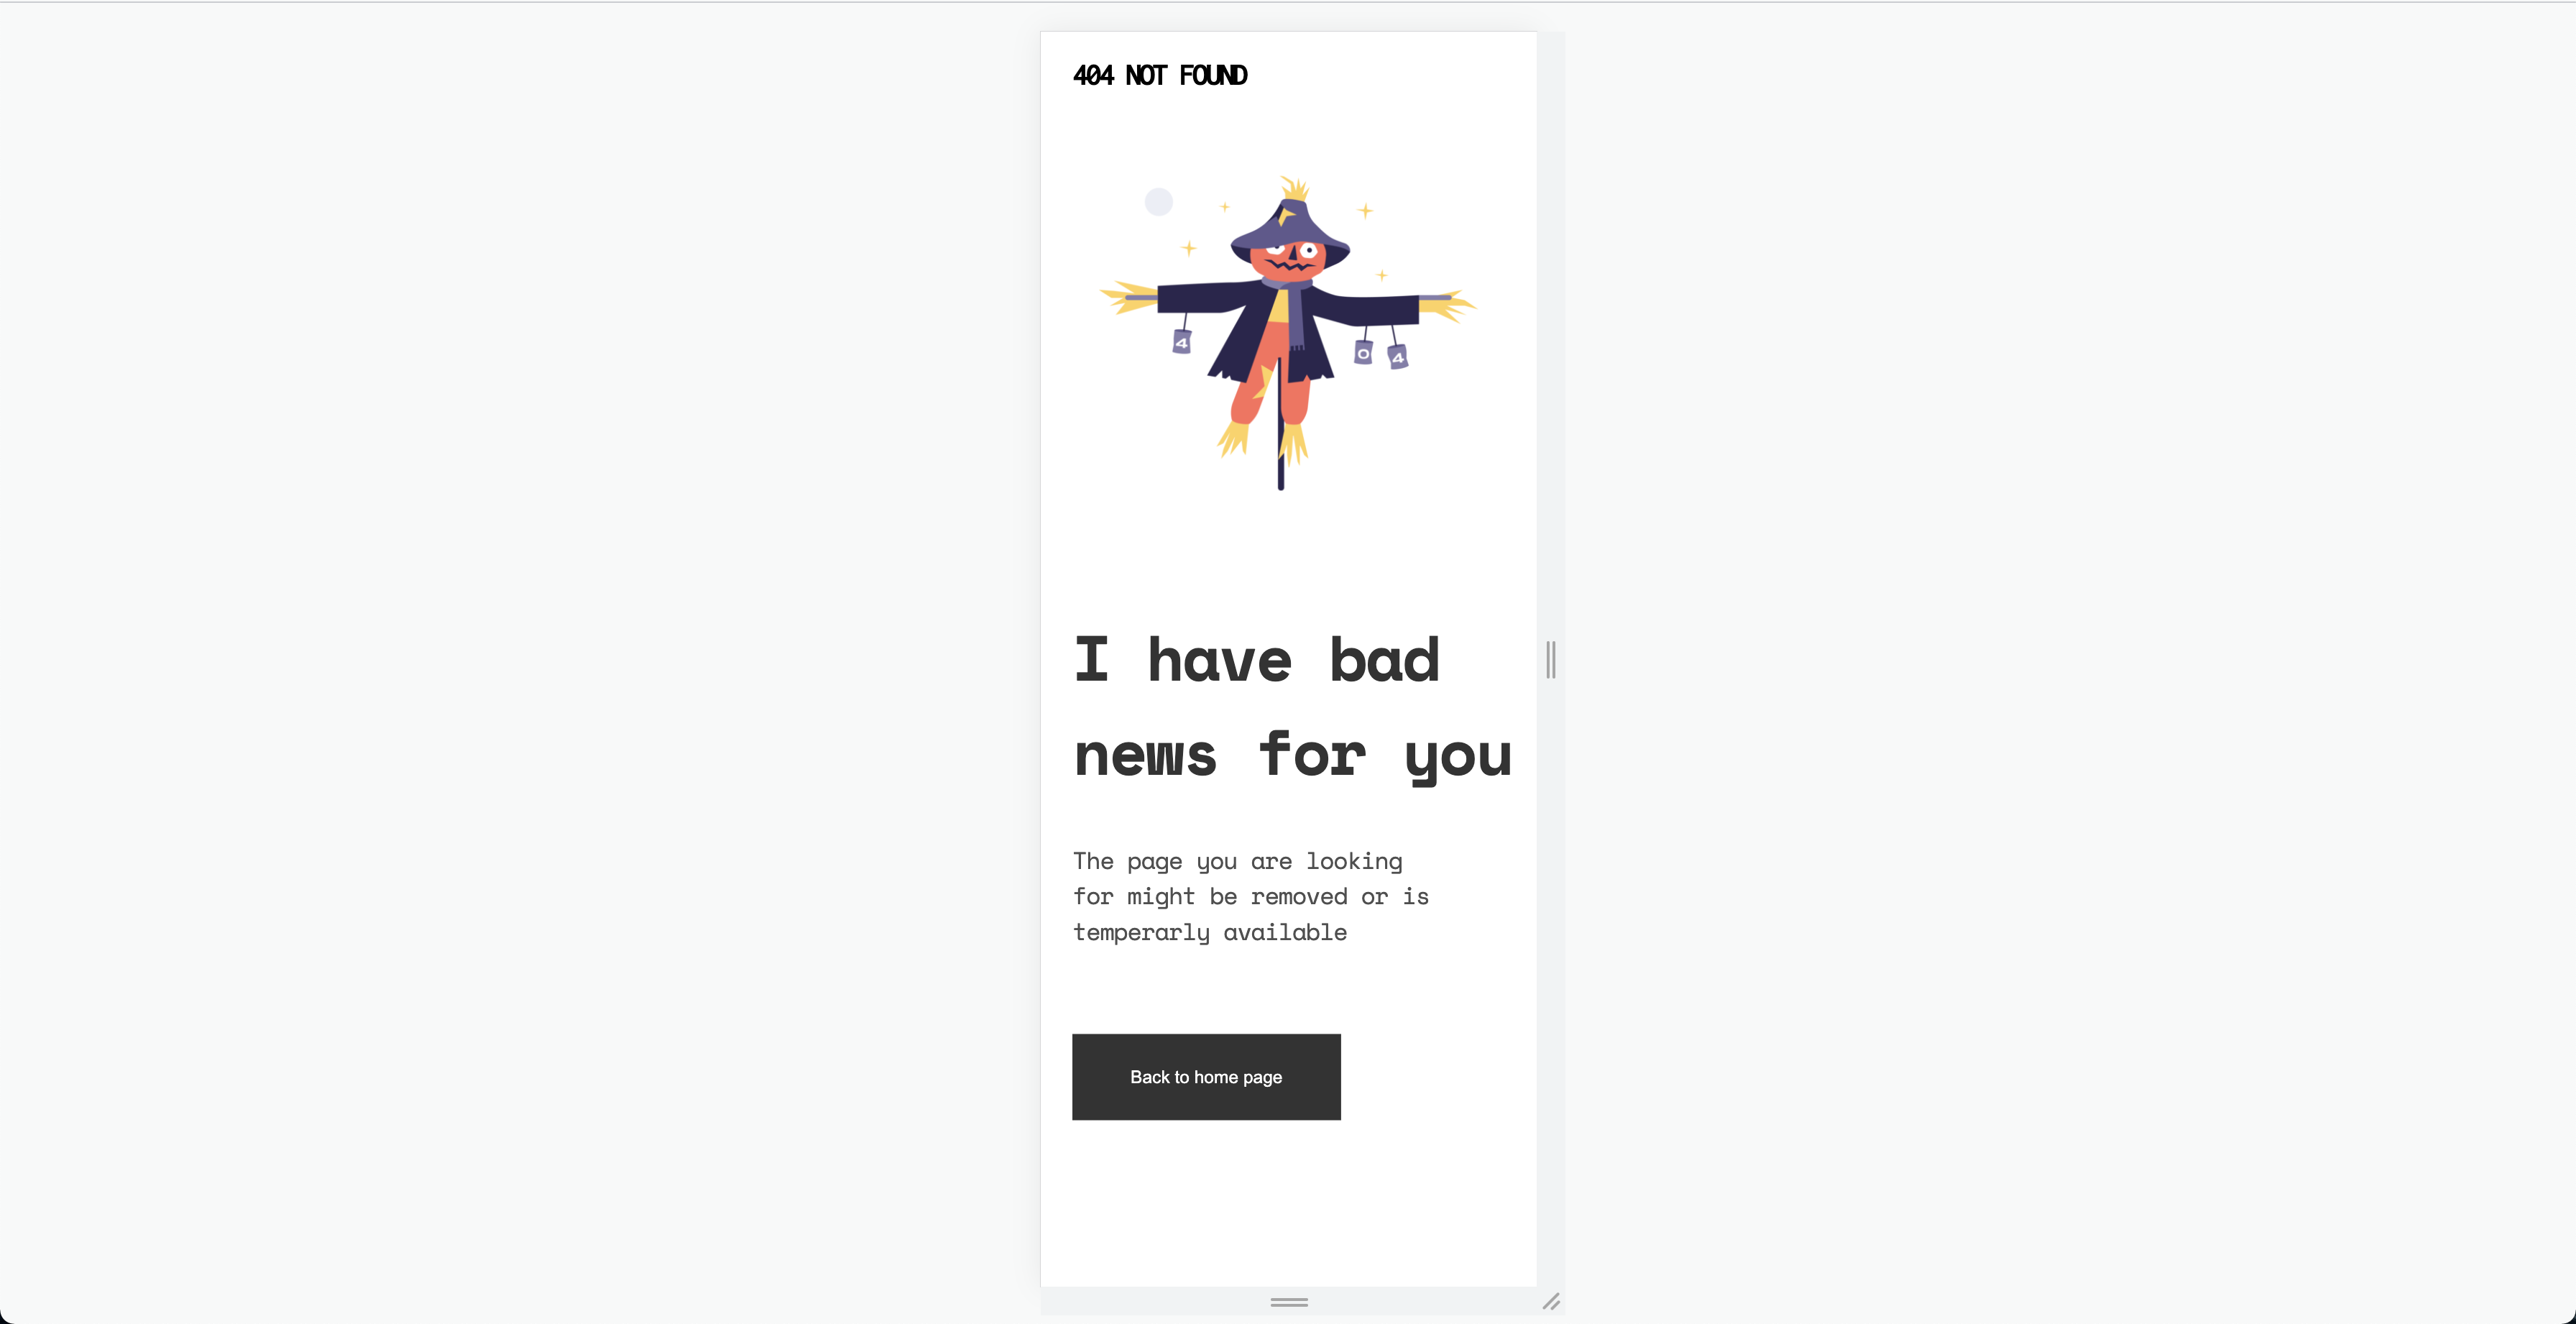 404 NOT FOUND
4
0 4
I have bad
news for you
The page you are looking
for might be removed or is
temperarly available
Back to home page